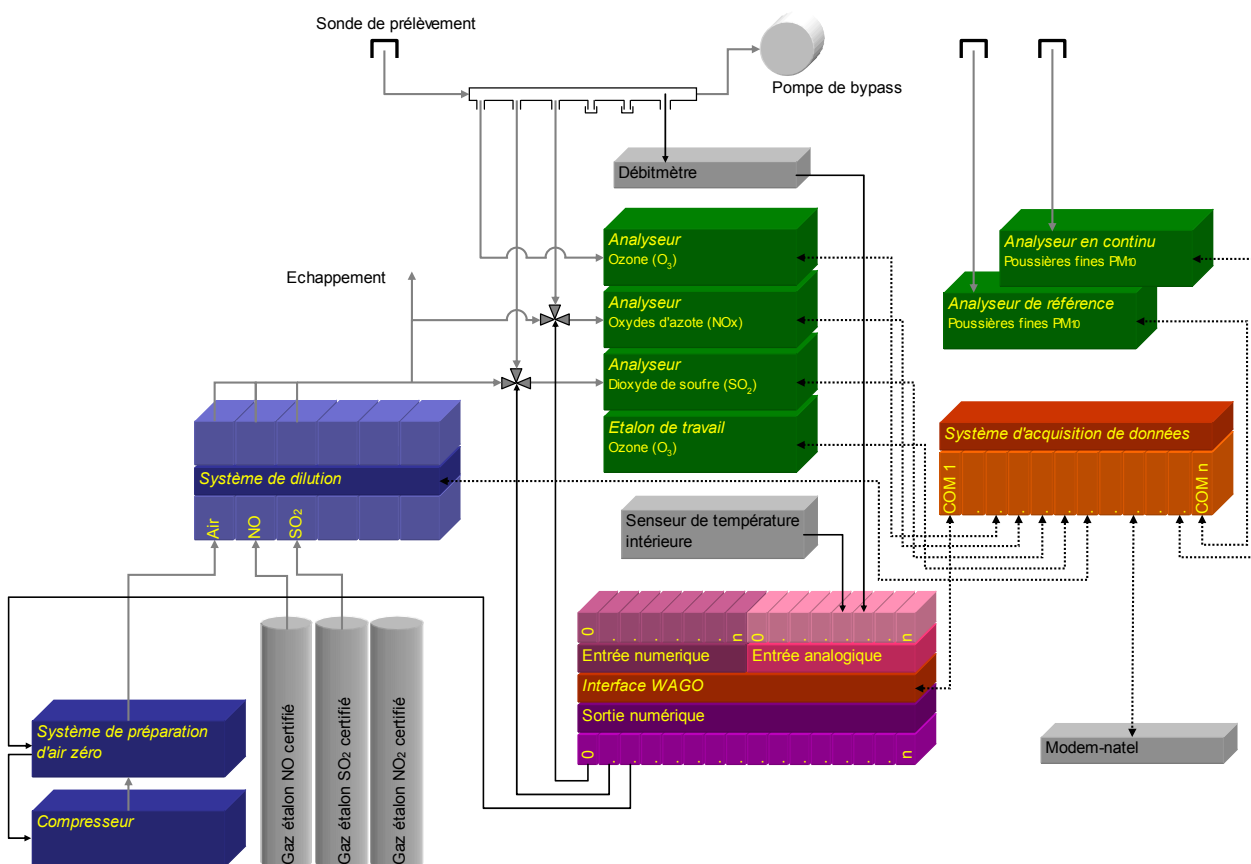 Sonde de prélèvement
Pompe de bypass
Débitmètre
Analyseur
Ozone (O3)
Analyseur en continu
Poussières fines PM10
Echappement
Analyseur
Oxydes d'azote (NOx)
Analyseur de référence
Poussières fines PM10
Analyseur
Dioxyde de soufre (SO2)
Etalon de travail
Ozone (O3)
Système d'acquisition de données
COM 1
. . . . . . . . . .
COM n
Système de dilution
Air
NO
SO2
Senseur de température
intérieure
0 . . . . . . n
0 . . . . . . n
Entrée numerique
Entrée analogique
Interface WAGO
Sortie numérique
0 . . . . . . . . . . . . . n
Système de préparation
d'air zéro
Compresseur
Gaz étalon NO certifié
Gaz étalon SO2 certifié
Gaz étalon NO2 certifié
Modem-natel